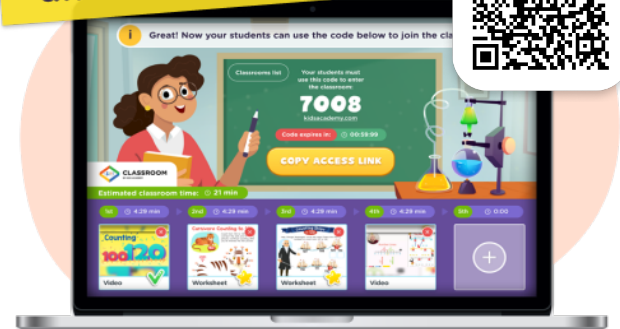 Great! Now your students can use the code below to join the cla
Classrooms list
Your students must
use this code to enter
the classroom:
7008
kidsacademy.com
Code expires in: 00:59:99
COPY ACCESS LINK
CLASSROOM
Estimated classroom time: 21 min
1st 4.29 min 2nd 4.29 min 3rd 4.29 min 4th 4.29 min 5th 0:00
Counting
100 120
Video Worksheet Worksheet Video